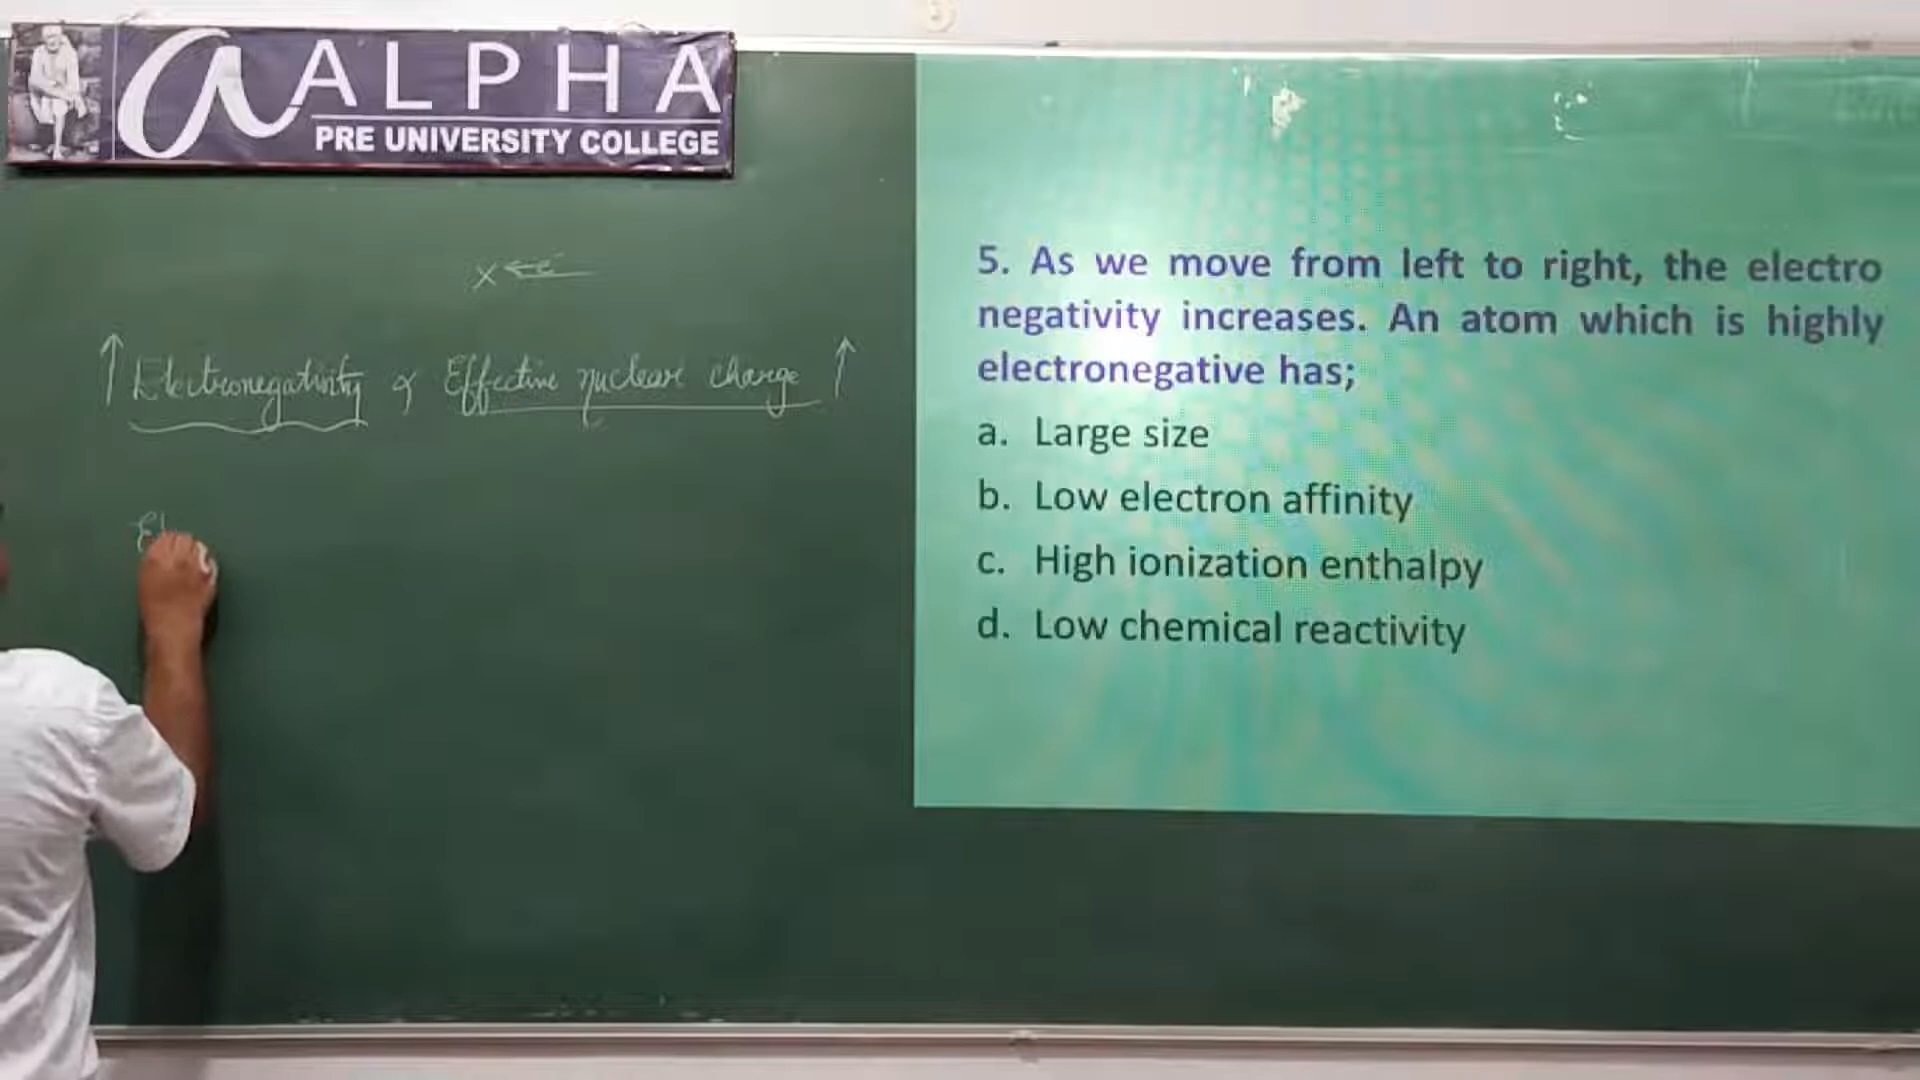 a ALPHA
PRE UNIVERSITY COLLEGE
x ← e⁻
↑ Electronegativity ∝ Effective nuclear charge ↑
El
5. As we move from left to right, the electro
negativity increases. An atom which is highly
electronegative has;
a. Large size
b. Low electron affinity
c. High ionization enthalpy
d. Low chemical reactivity